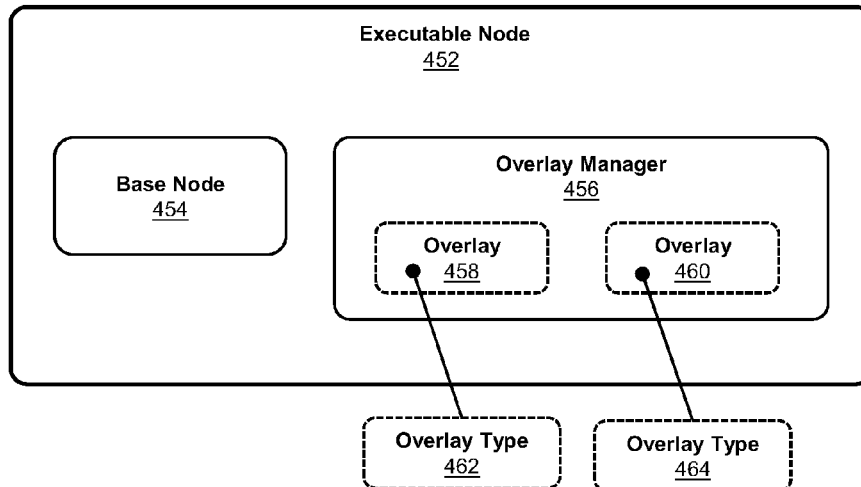 Executable Node
452
Base Node
454
Overlay Manager
456
Overlay
458
Overlay
460
Overlay Type
462
Overlay Type
464